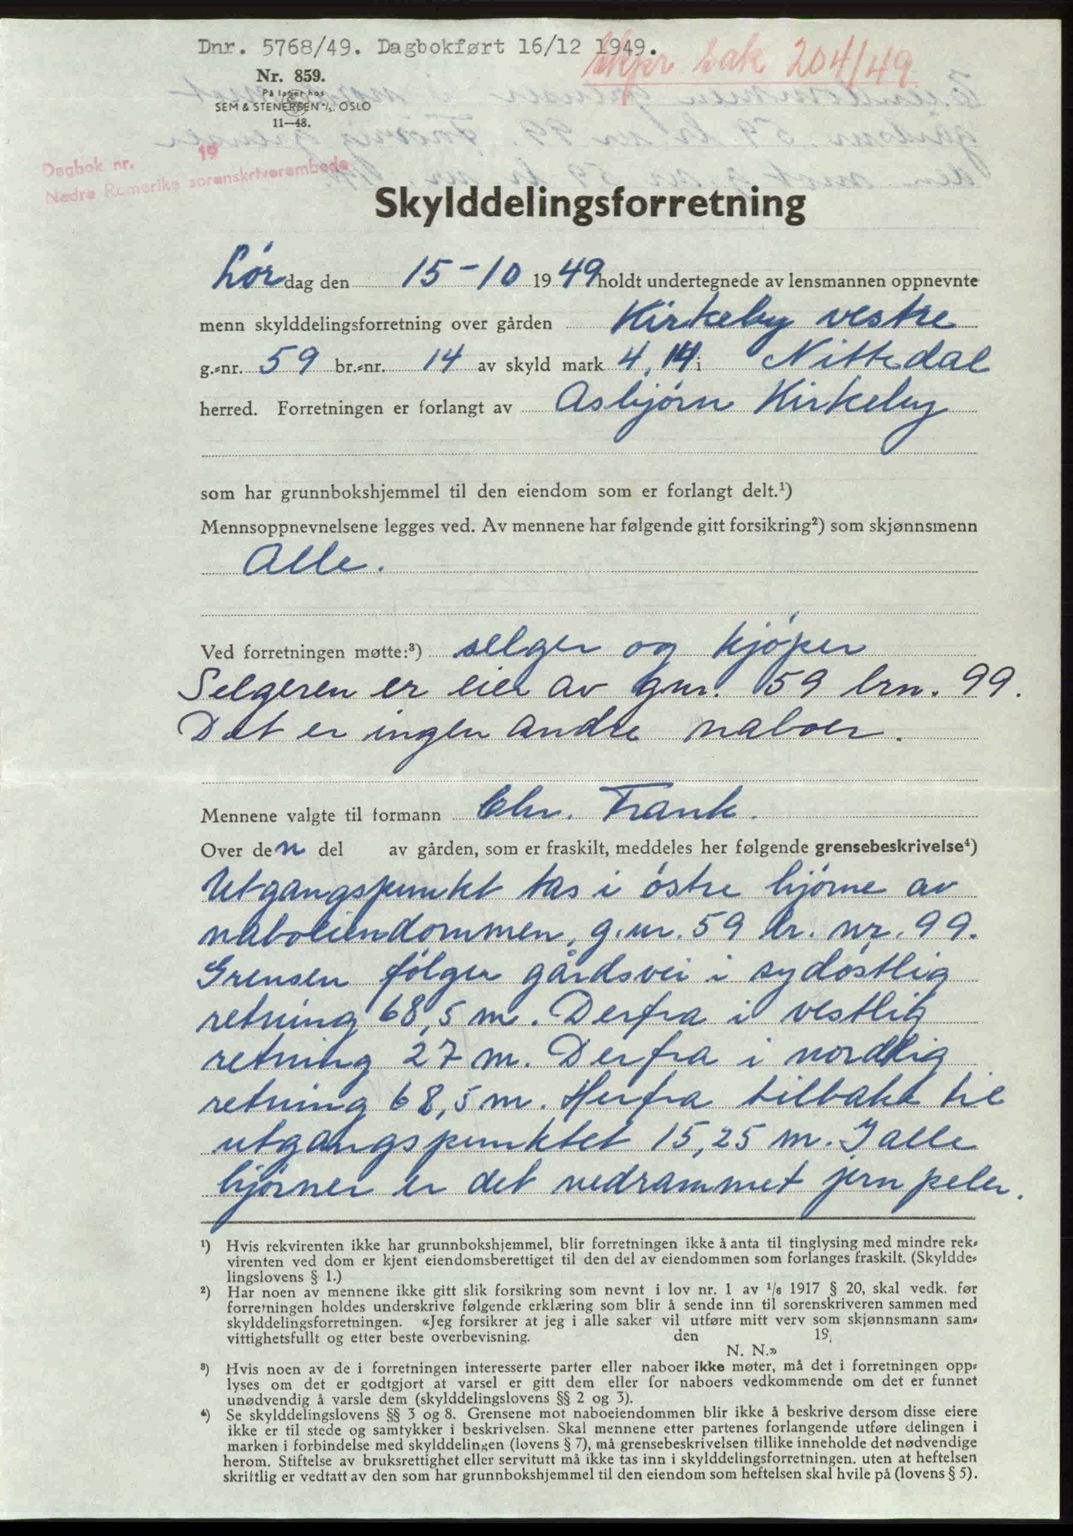 Dnr. 5768/49. Dagbokført 16/12 1949.
sak 204/49
Nr. 859.
På lager hos
SEM & STENERSEN A/S, OSLO
11—48.
Dagbok nr. 19
Nedre Romerike sorenskriverembede
Skylddelingsforretning
Lørdag den 15-10 1949 holdt undertegnede av lensmannen oppnevnte
menn skylddelingsforretning over gården Kirkeby vestre
g.-nr. 59 br.-nr. 14 av skyld mark 4,14 i Nittedal
herred. Forretningen er forlangt av Asbjørn Kirkeby
som har grunnbokshjemmel til den eiendom som er forlangt delt.¹)
Mennsoppnevnelsene legges ved. Av mennene har følgende gitt forsikring²) som skjønnsmenn
Alle.
Ved forretningen møtte:³) selger og kjøper
Selgeren er eier av gnr. 59 brn. 99.
Det er ingen andre naboer.
Mennene valgte til formann Chr. Frank.
Over den del av gården, som er fraskilt, meddeles her følgende grensebeskrivelse⁴)
Utgangspunkt tas i østre hjørne av
naboeiendommen, g.nr. 59 br. nr. 99.
Grensen følger gårdsvei i sydøstlig
retning 68,5 m. Derfra i vestlig
retning 27 m. Derfra i nordlig
retning 68,5 m. Herfra tilbake til
utgangspunktet 15,25 m. I alle
hjørner er det nedrammet jernpeler.
¹) Hvis rekvirenten ikke har grunnbokshjemmel, blir forretningen ikke å anta til tinglysing med mindre rek-
virenten ved dom er kjent eiendomsberettiget til den del av eiendommen som forlanges fraskilt. (Skyldde-
lingslovens § 1.)
²) Har noen av mennene ikke gitt slik forsikring som nevnt i lov nr. 1 av 1/6 1917 § 20, skal vedk. før
forretningen holdes underskrive følgende erklæring som blir å sende inn til sorenskriveren sammen med
skylddelingsforretningen. «Jeg forsikrer at jeg i alle saker vil utføre mitt verv som skjønnsmann sam-
vittighetsfullt og etter beste overbevisning. den 19.
N. N.»
³) Hvis noen av de i forretningen interesserte parter eller naboer ikke møter, må det i forretningen opp-
lyses om det er godtgjort at varsel er gitt dem eller for naboers vedkommende om det er funnet
unødvendig å varsle dem (skylddelingslovens §§ 2 og 3).
⁴) Se skylddelingslovens §§ 3 og 8. Grensene mot naboeiendommen blir ikke å beskrive dersom disse eiere
ikke er til stede og samtykker i beskrivelsen. Skal mennene etter partenes forlangende utføre delingen i
marken i forbindelse med skylddelingen (lovens § 7), må grensebeskrivelsen tillike inneholde det nødvendige
herom. Stiftelse av bruksrettighet eller servitutt må ikke tas inn i skylddelingsforretningen. uten at heftelsen
skriftlig er vedtatt av den som har grunnbokshjemmel til den eiendom som heftelsen skal hvile på (lovens § 5).